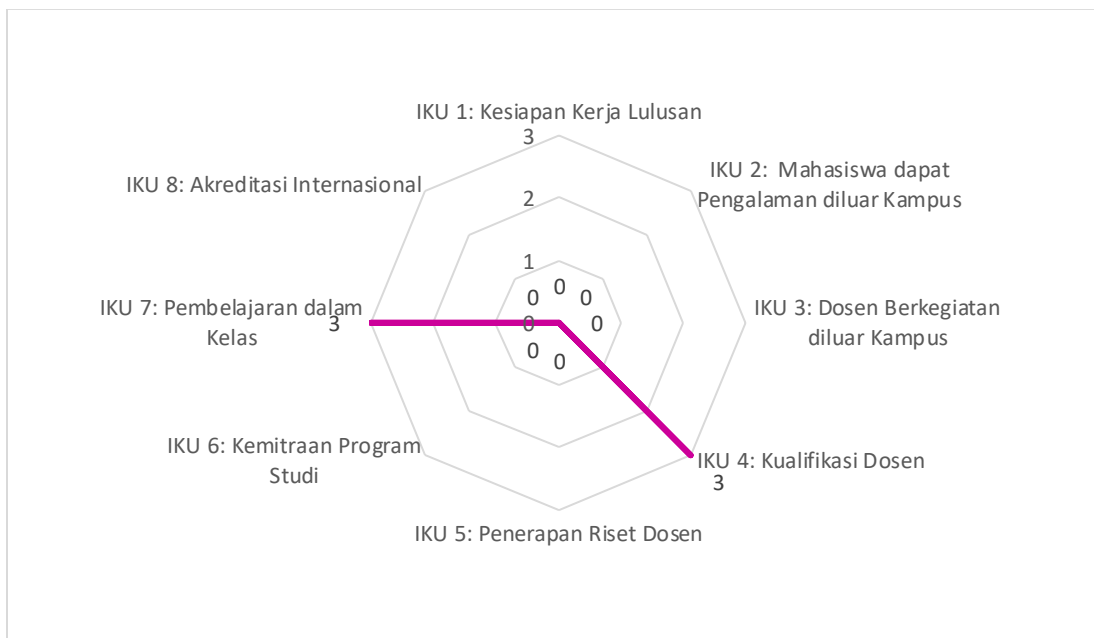 IKU 1: Kesiapan Kerja Lulusan
3
IKU 2:  Mahasiswa dapat
Pengalaman diluar Kampus
IKU 8: Akreditasi Internasional
2
1
0
0
0
IKU 7: Pembelajaran dalam
Kelas
3
0
0
IKU 3: Dosen Berkegiatan
diluar Kampus
0
0
IKU 6: Kemitraan Program
Studi
IKU 4: Kualifikasi Dosen
3
IKU 5: Penerapan Riset Dosen